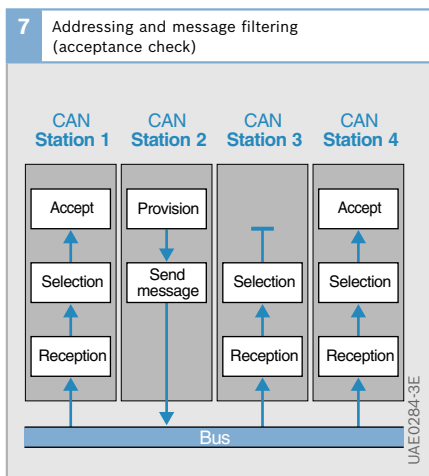 7
Addressing and message filtering
(acceptance check)
CAN CAN CAN CAN
Station 1 Station 2 Station 3 Station 4
Accept Provision Accept
Selection Send message Selection Selection
Reception Reception Reception
Bus
UAE0284-3E